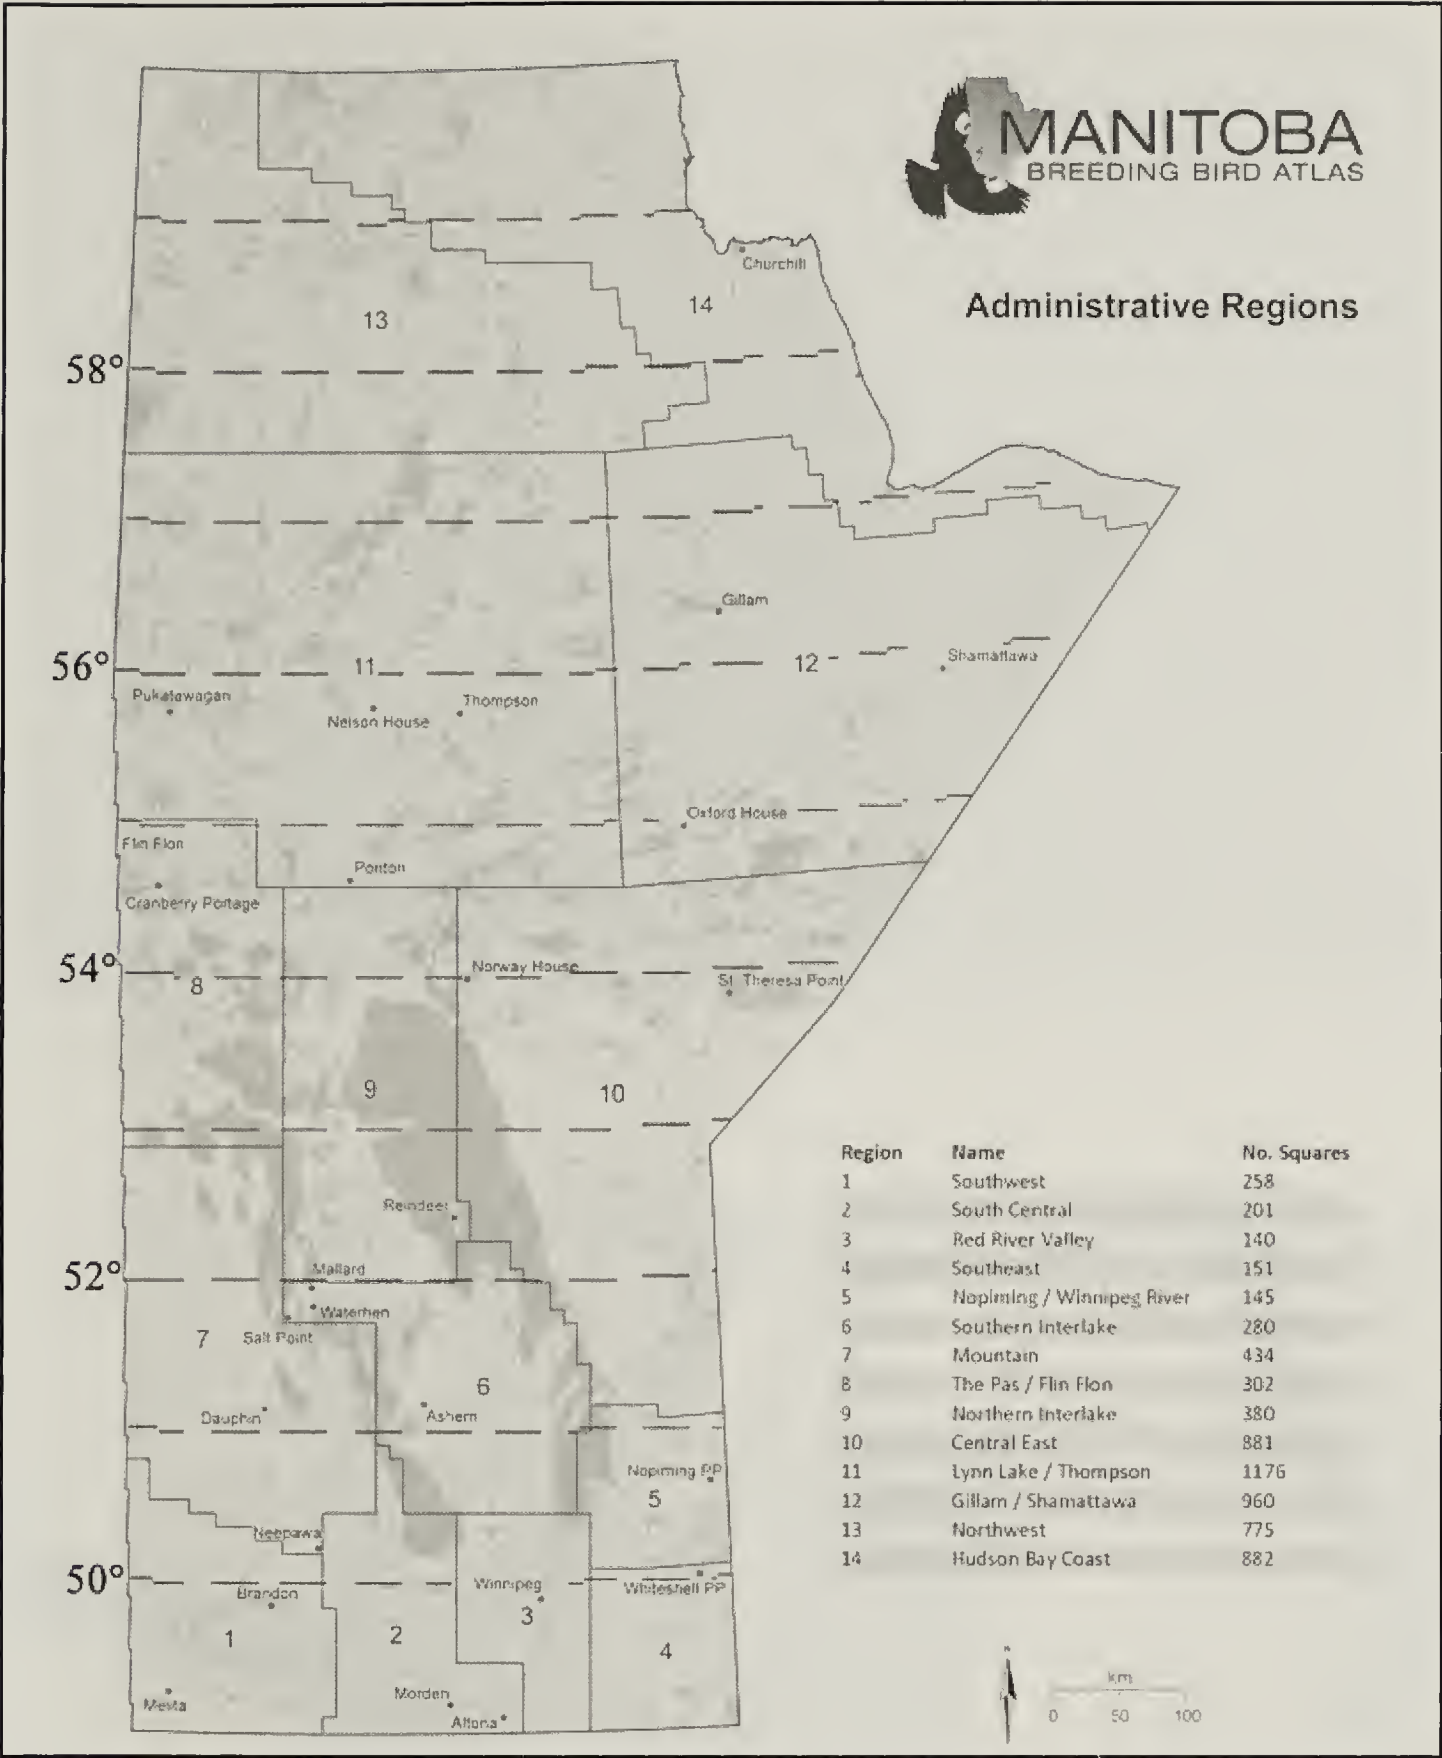 MANITOBA
BREEDING BIRD ATLAS
Administrative Regions
Churchill
13
14
58°
Gillam
56°
11
12
Shamattawa
Pukatawagan
Nelson House
Thompson
Oxford House
Flin Flon
Ponton
Cranberry Portage
54°
8
Norway House
St. Theresa Point
9
10
Reindeer
52°
Mallard
Waterhen
7
Salt Point
6
Dauphin
Ashern
Nopiming PP
5
Neepawa
50°
Brandon
Winnipeg
Whiteshell PP
1
2
3
4
Melita
Morden
Altona
Region Name No. Squares
1 Southwest 258
2 South Central 201
3 Red River Valley 140
4 Southeast 151
5 Nopiming / Winnipeg River 145
6 Southern Interlake 280
7 Mountain 434
8 The Pas / Flin Flon 302
9 Northern Interlake 380
10 Central East 881
11 Lynn Lake / Thompson 1176
12 Gillam / Shamattawa 960
13 Northwest 775
14 Hudson Bay Coast 882
km
0 50 100